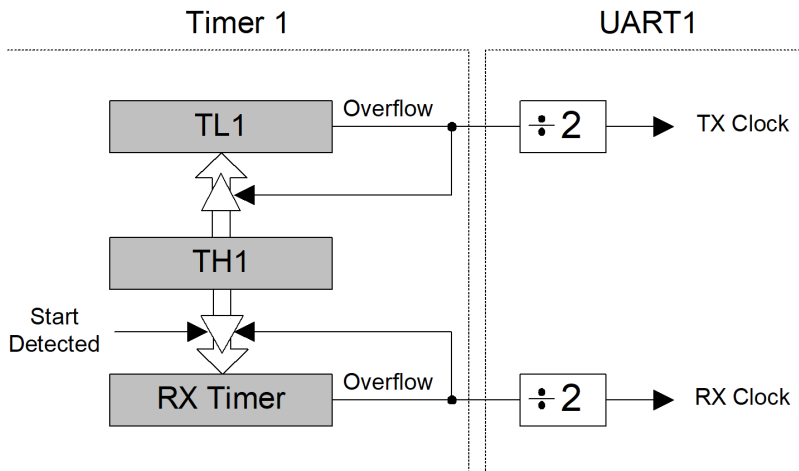 Timer 1
UART1
Overflow
TL1
÷ 2
TX Clock
TH1
Start
Detected
Overflow
RX Timer
÷ 2
RX Clock